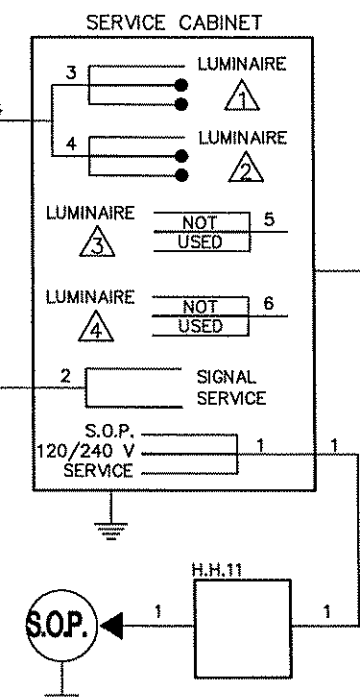 SERVICE CABINET
3 LUMINAIRE
1
4 LUMINAIRE
2
LUMINAIRE NOT USED 5
3
LUMINAIRE NOT USED 6
4
2 SIGNAL
SERVICE
S.O.P.
120/240 V 1 1
SERVICE
H.H.11
S.O.P. 1 1